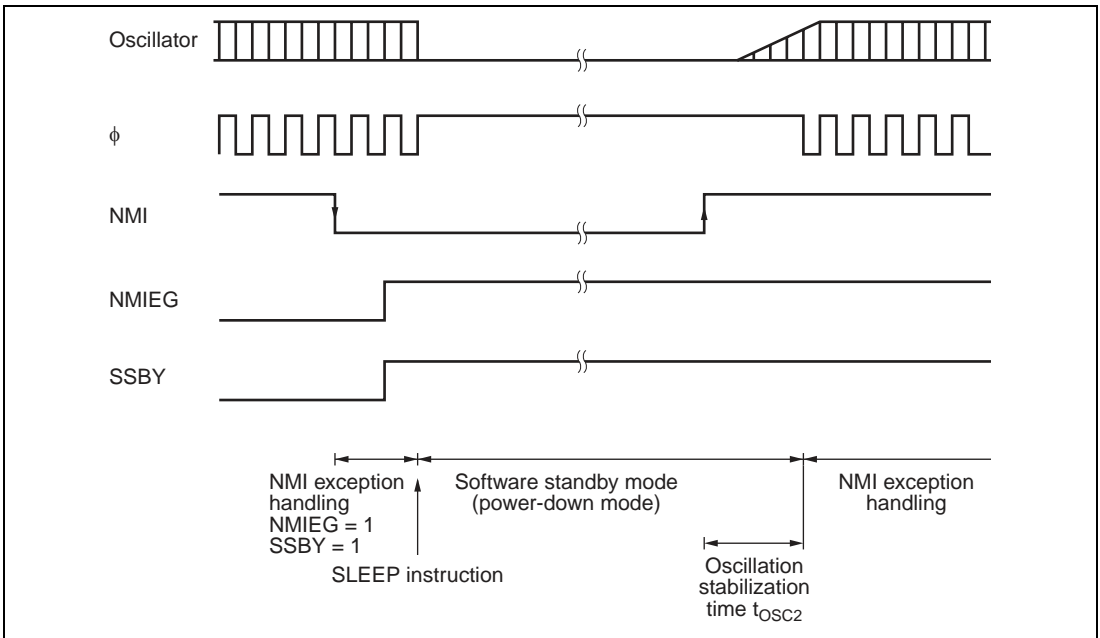 Oscillator
ϕ
NMI
NMIEG
SSBY
NMI exception
handling
NMIEG = 1
SSBY = 1
SLEEP instruction
Software standby mode
(power-down mode)
Oscillation
stabilization
time tOSC2
NMI exception
handling